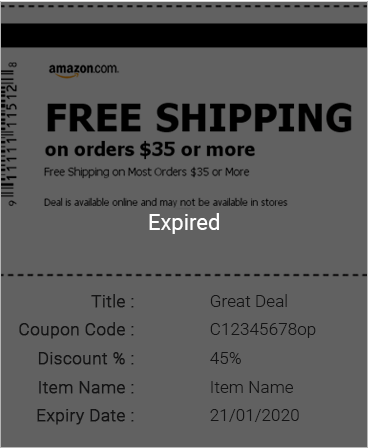 amazon.com.
FREE SHIPPING
on orders $35 or more
Free Shipping on Most Orders $35 or More
Deal is available online and may not be available in stores
Expired
9 111111 111512 8
Title : Great Deal
Coupon Code : C12345678op
Discount % : 45%
Item Name : Item Name
Expiry Date : 21/01/2020